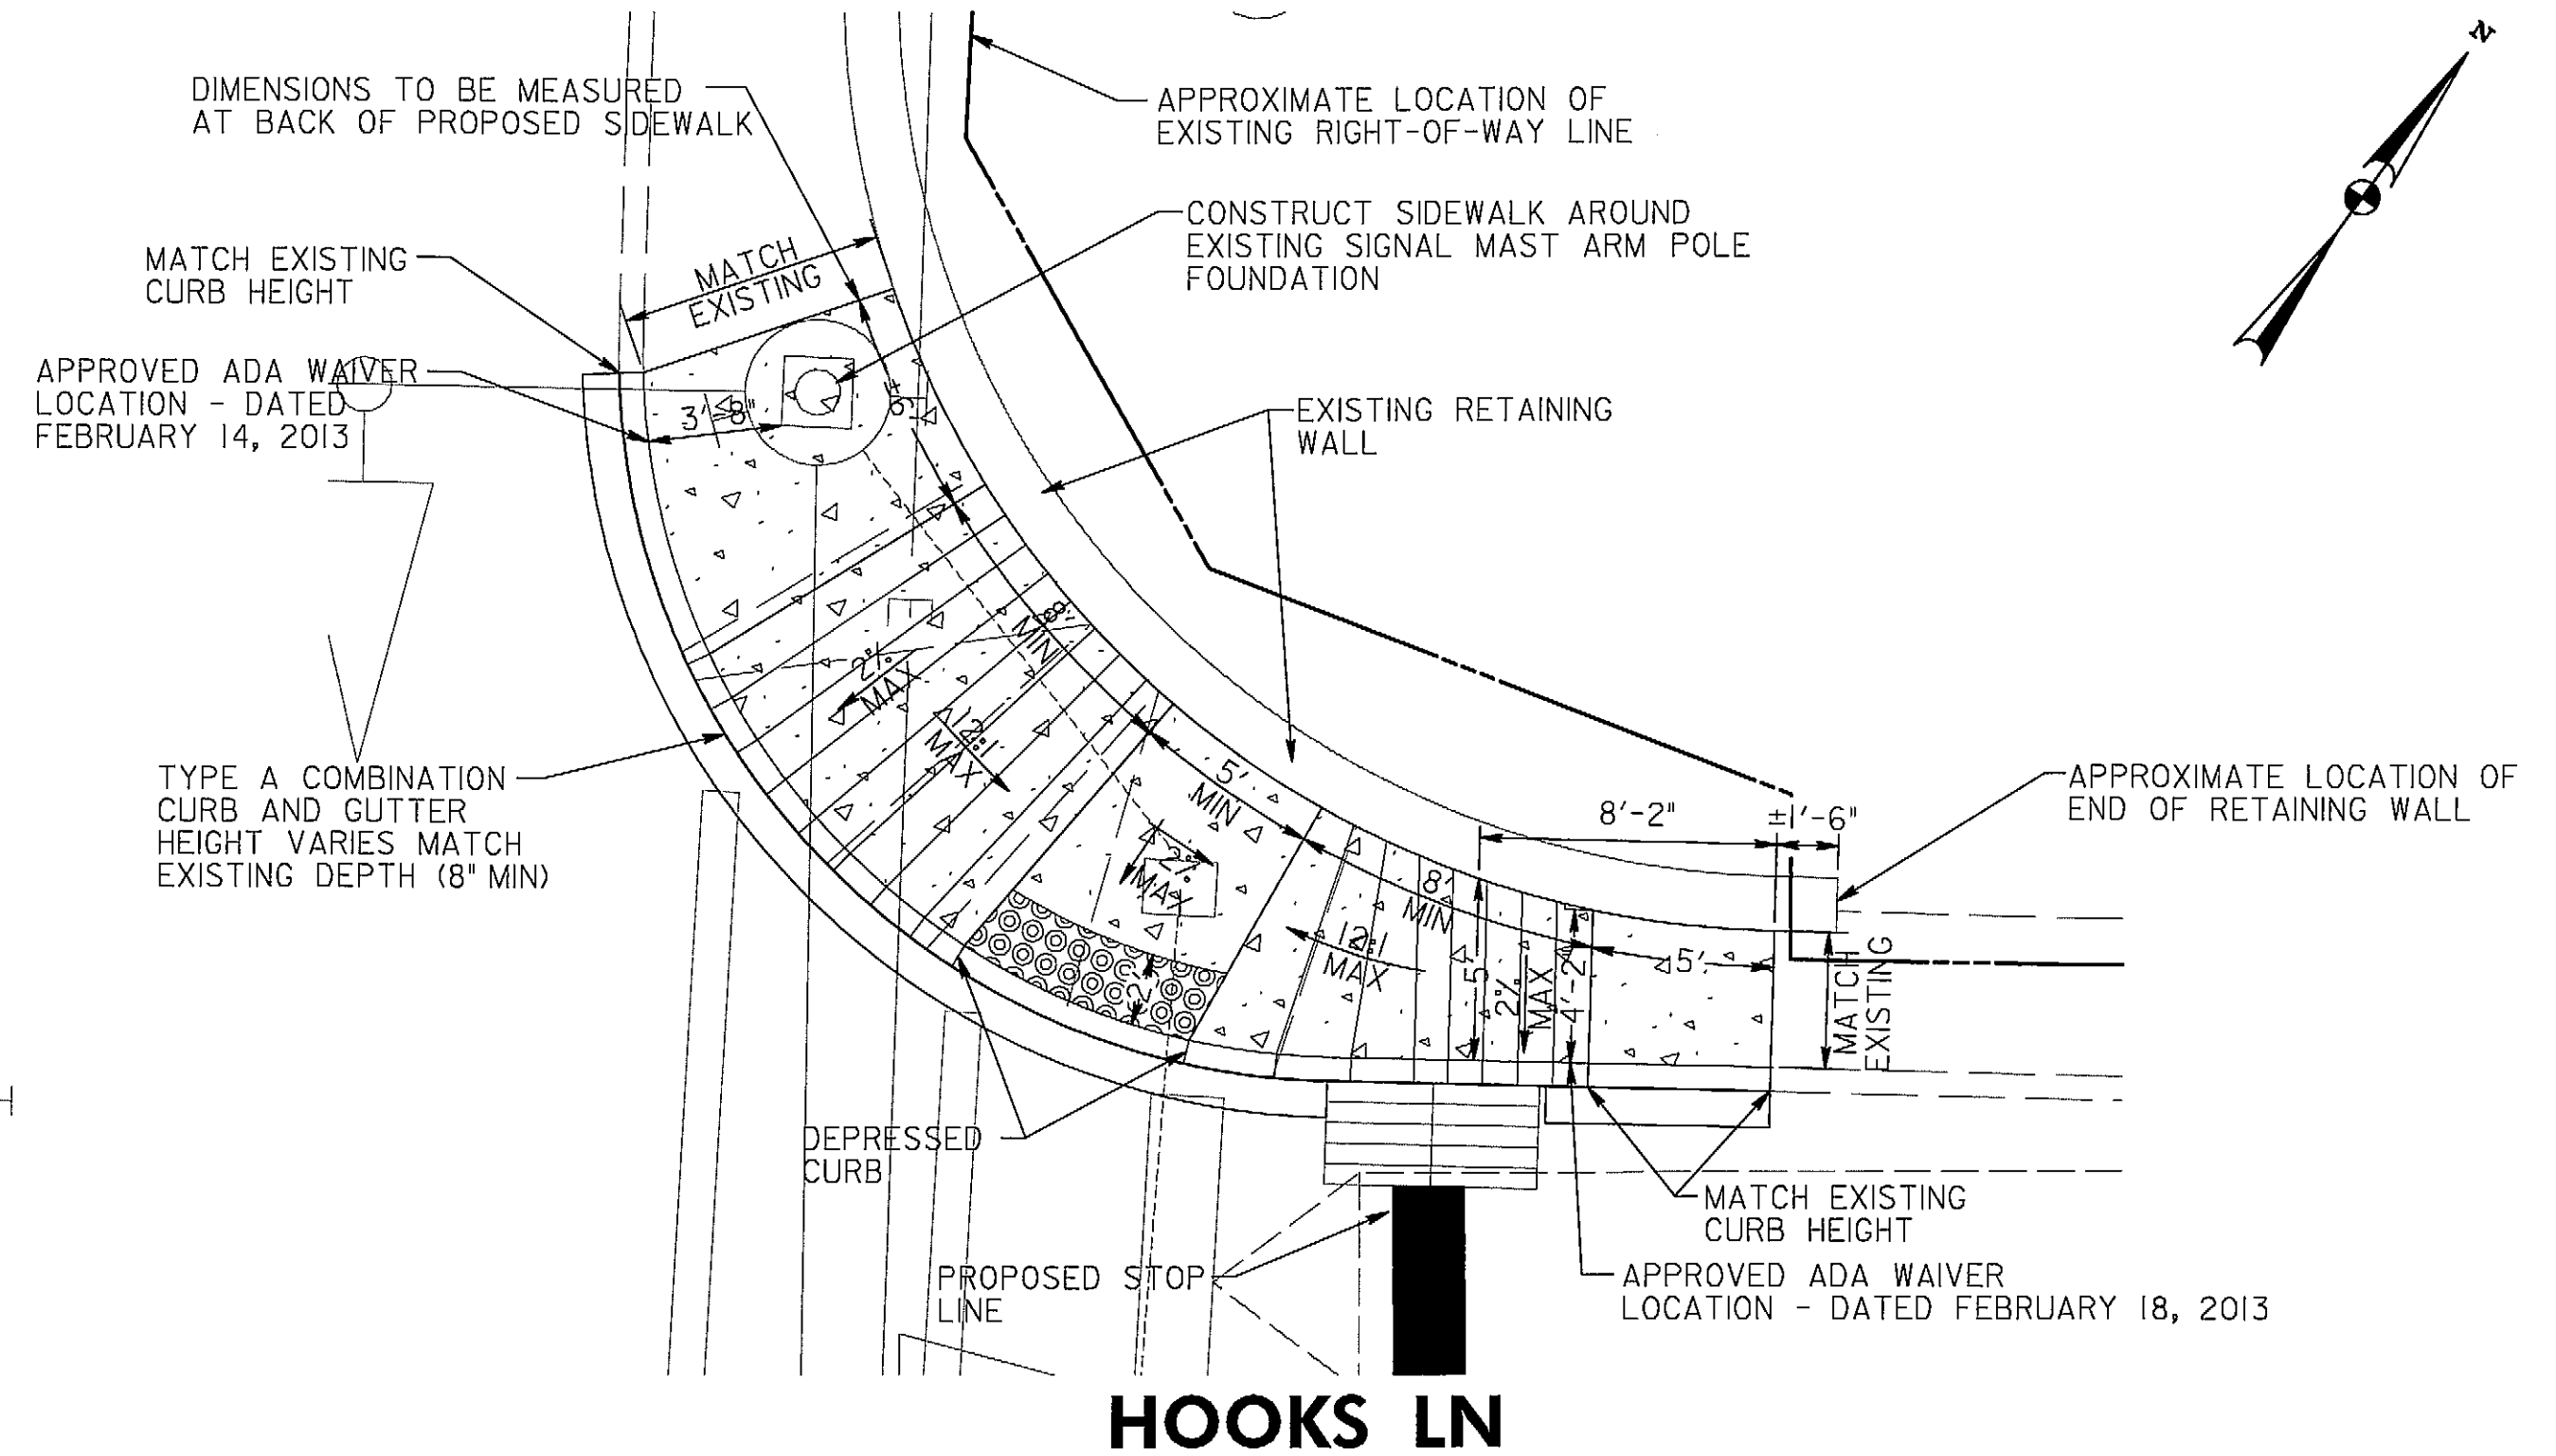 N
DIMENSIONS TO BE MEASURED
AT BACK OF PROPOSED SIDEWALK
APPROXIMATE LOCATION OF
EXISTING RIGHT-OF-WAY LINE
CONSTRUCT SIDEWALK AROUND
EXISTING SIGNAL MAST ARM POLE
FOUNDATION
MATCH EXISTING
CURB HEIGHT
MATCH
EXISTING
APPROVED ADA WAIVER
LOCATION - DATED
FEBRUARY 14, 2013
3'-8"
EXISTING RETAINING
WALL
8'
MIN
2%
MAX
12:1
MAX
TYPE A COMBINATION
CURB AND GUTTER
HEIGHT VARIES MATCH
EXISTING DEPTH (8" MIN)
5'
MIN
2%
MAX
2'
8'-2"
±1'-6"
APPROXIMATE LOCATION OF
END OF RETAINING WALL
8'
MIN
12:1
MAX
5'
2%
MAX
4'-2"
5'
MATCH
EXISTING
DEPRESSED
CURB
PROPOSED STOP
LINE
MATCH EXISTING
CURB HEIGHT
APPROVED ADA WAIVER
LOCATION - DATED FEBRUARY 18, 2013
HOOKS LN